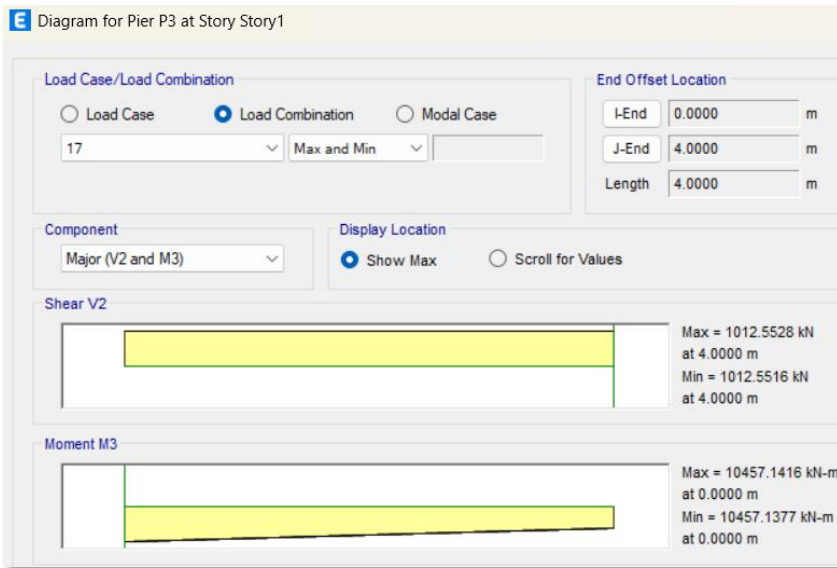 E Diagram for Pier P3 at Story Story1
Load Case/Load Combination
Load Case Load Combination Modal Case
17 Max and Min
End Offset Location
I-End 0.0000 m
J-End 4.0000 m
Length 4.0000 m
Component
Major (V2 and M3)
Display Location
Show Max Scroll for Values
Shear V2
Max = 1012.5528 kN
at 4.0000 m
Min = 1012.5516 kN
at 4.0000 m
Moment M3
Max = 10457.1416 kN-m
at 0.0000 m
Min = 10457.1377 kN-m
at 0.0000 m